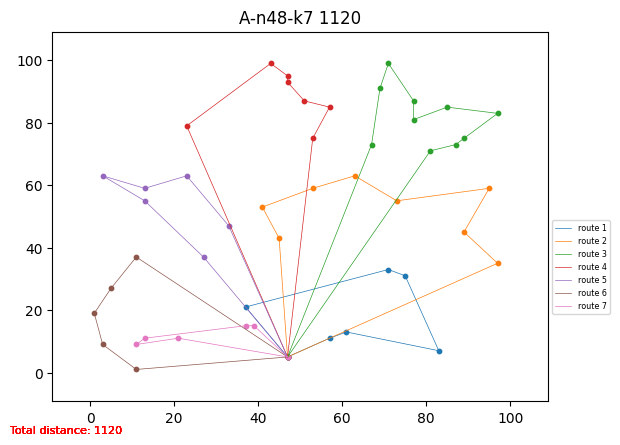 A-n48-k7 1120
100
80
60
40
20
0
0 20 40 60 80 100
route 1
route 2
route 3
route 4
route 5
route 6
route 7
Total distance: 1120